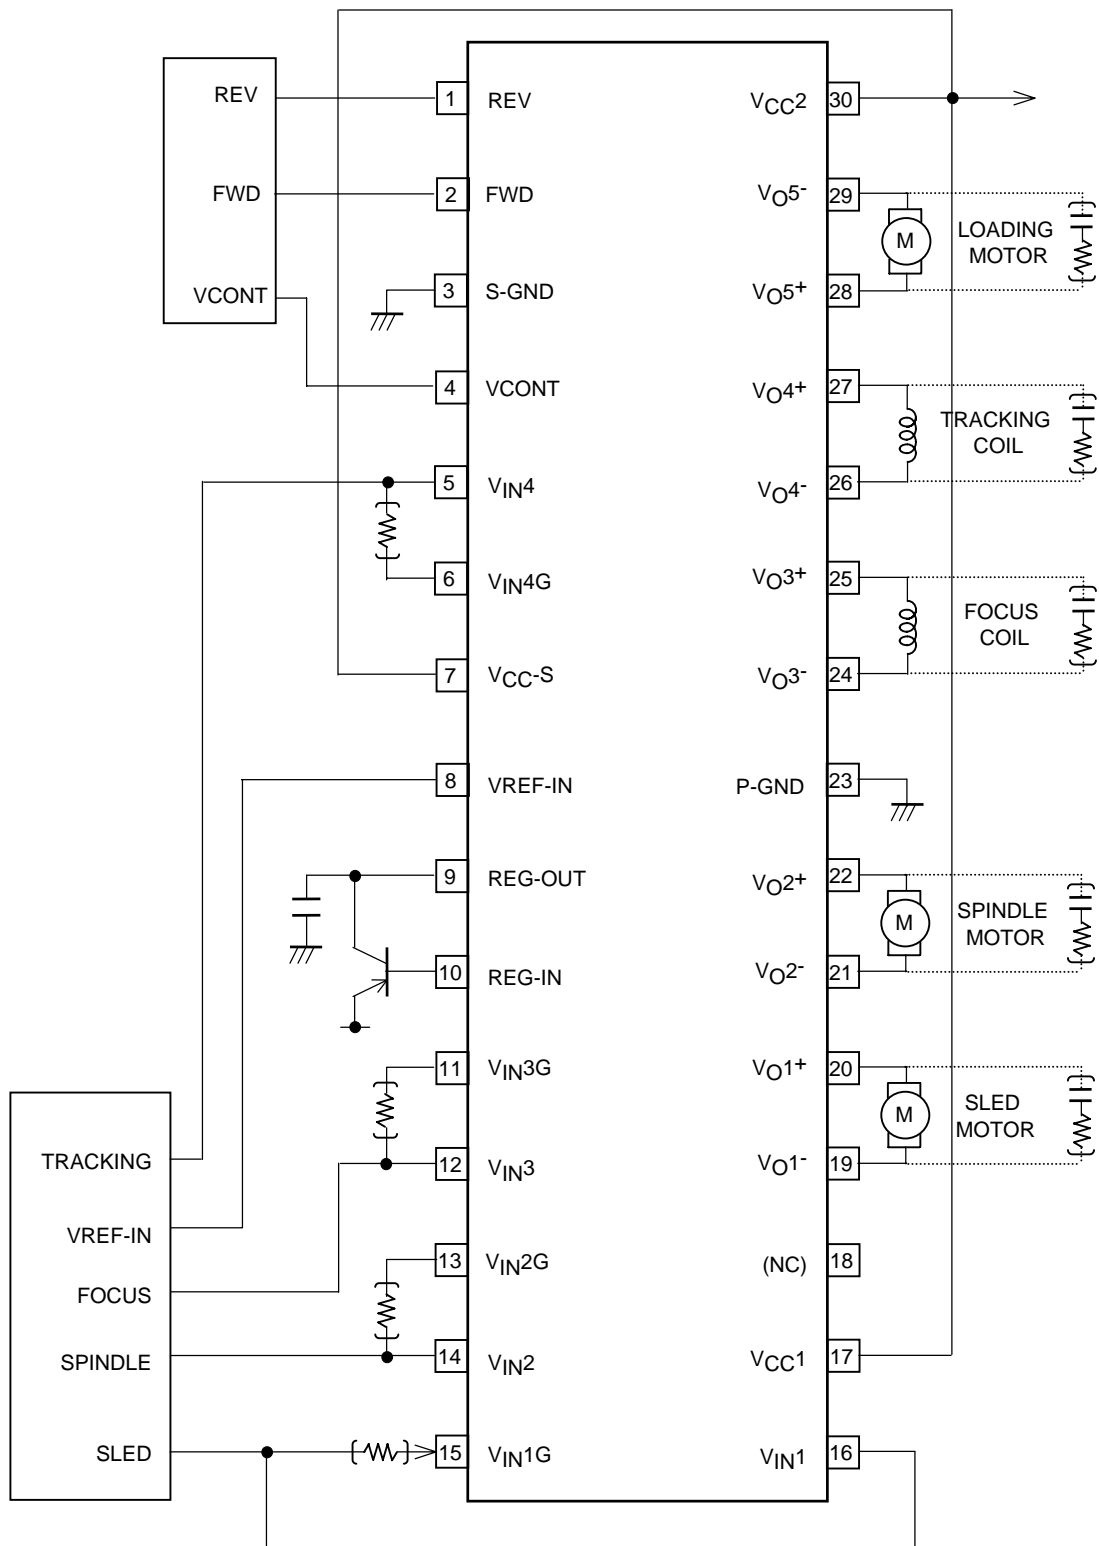 REV
FWD
VCONT
1 REV VCC2 30
2 FWD VO5- 29
M
LOADING
MOTOR
3 S-GND VO5+ 28
4 VCONT VO4+ 27
TRACKING
COIL
5 VIN4 VO4- 26
6 VIN4G VO3+ 25
FOCUS
COIL
7 VCC-S VO3- 24
8 VREF-IN P-GND 23
9 REG-OUT VO2+ 22
M
SPINDLE
MOTOR
10 REG-IN VO2- 21
11 VIN3G VO1+ 20
M
SLED
MOTOR
12 VIN3 VO1- 19
13 VIN2G (NC) 18
14 VIN2 VCC1 17
15 VIN1G VIN1 16
TRACKING
VREF-IN
FOCUS
SPINDLE
SLED